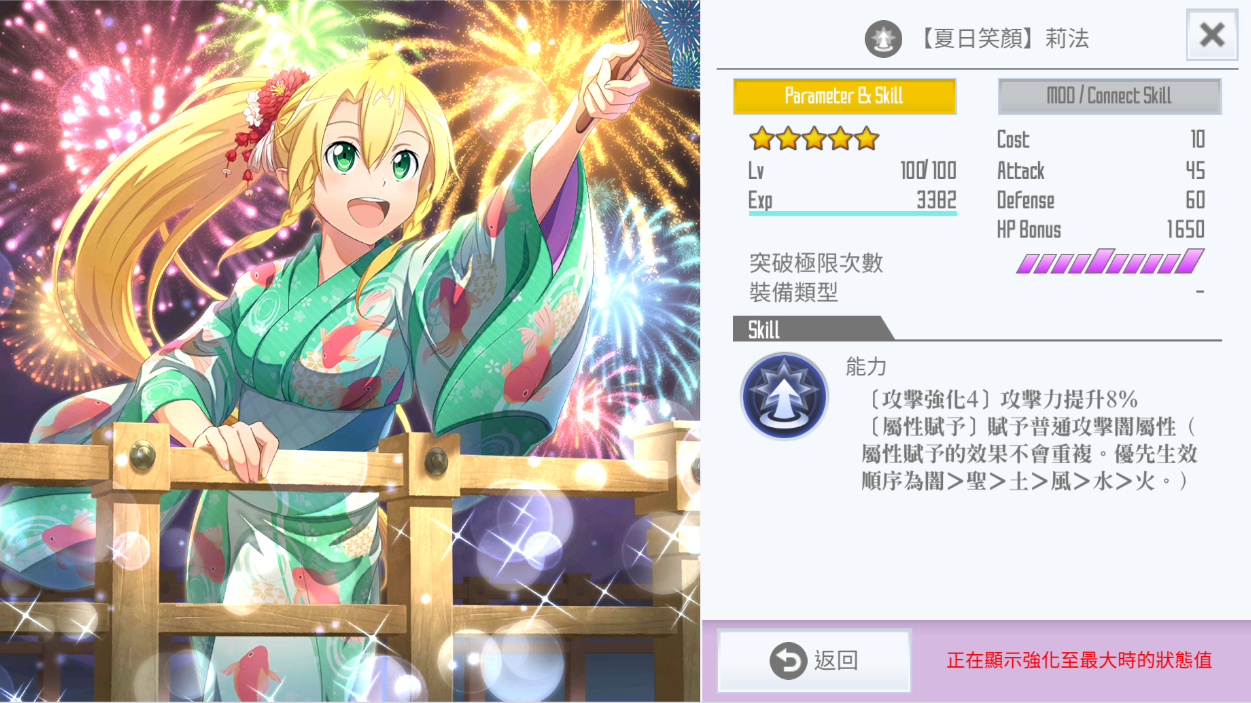 【夏日笑顏】莉法
Parameter Ex Skill
MOD / Connect Skill
Lv 100/100
Exp 3382
Cost 10
Attack 45
Defense 60
HP Bonus 1650
突破極限次數
裝備類型 -
Skill
能力
〔攻擊強化4〕攻擊力提升8%
〔屬性賦予〕賦予普通攻擊闇屬性（
屬性賦予的效果不會重複。優先生效
順序為闇＞聖＞土＞風＞水＞火。）
返回
正在顯示強化至最大時的狀態值